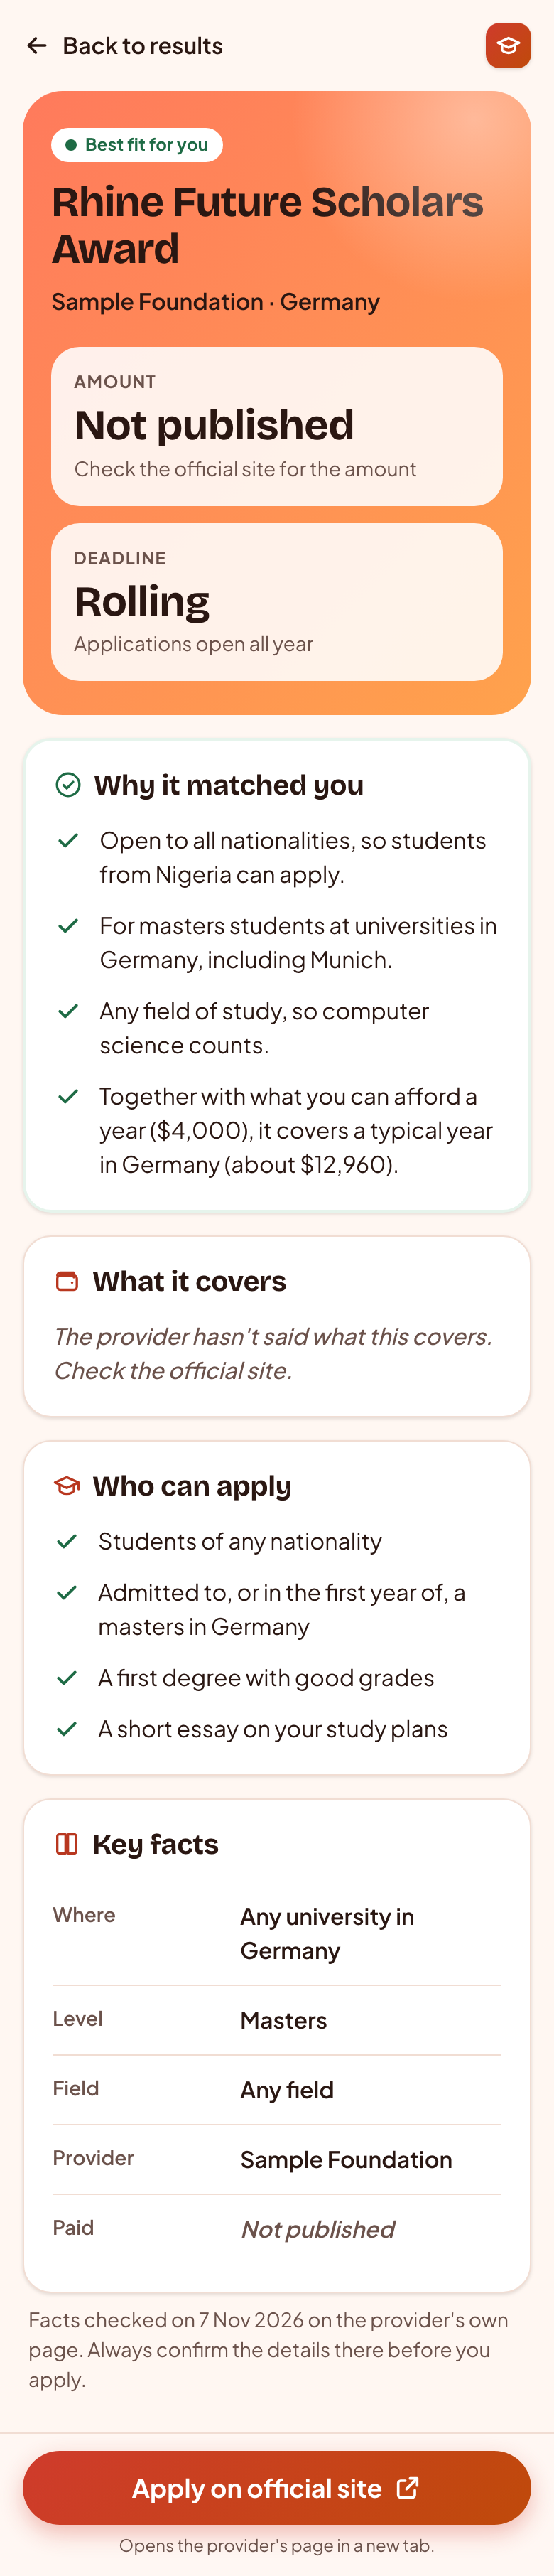 Back to results
Best fit for you
Rhine Future Scholars
Award
Sample Foundation · Germany
AMOUNT
Not published
Check the official site for the amount
DEADLINE
Rolling
Applications open all year
Why it matched you
Open to all nationalities, so students
from Nigeria can apply.
For masters students at universities in
Germany, including Munich.
Any field of study, so computer
science counts.
Together with what you can afford a
year ($4,000), it covers a typical year
in Germany (about $12,960).
What it covers
The provider hasn't said what this covers.
Check the official site.
Who can apply
Students of any nationality
Admitted to, or in the first year of, a
masters in Germany
A first degree with good grades
A short essay on your study plans
Key facts
Where
Any university in
Germany
Level
Masters
Field
Any field
Provider
Sample Foundation
Paid
Not published
Facts checked on 7 Nov 2026 on the provider's own
page. Always confirm the details there before you
apply.
Apply on official site
Opens the provider's page in a new tab.